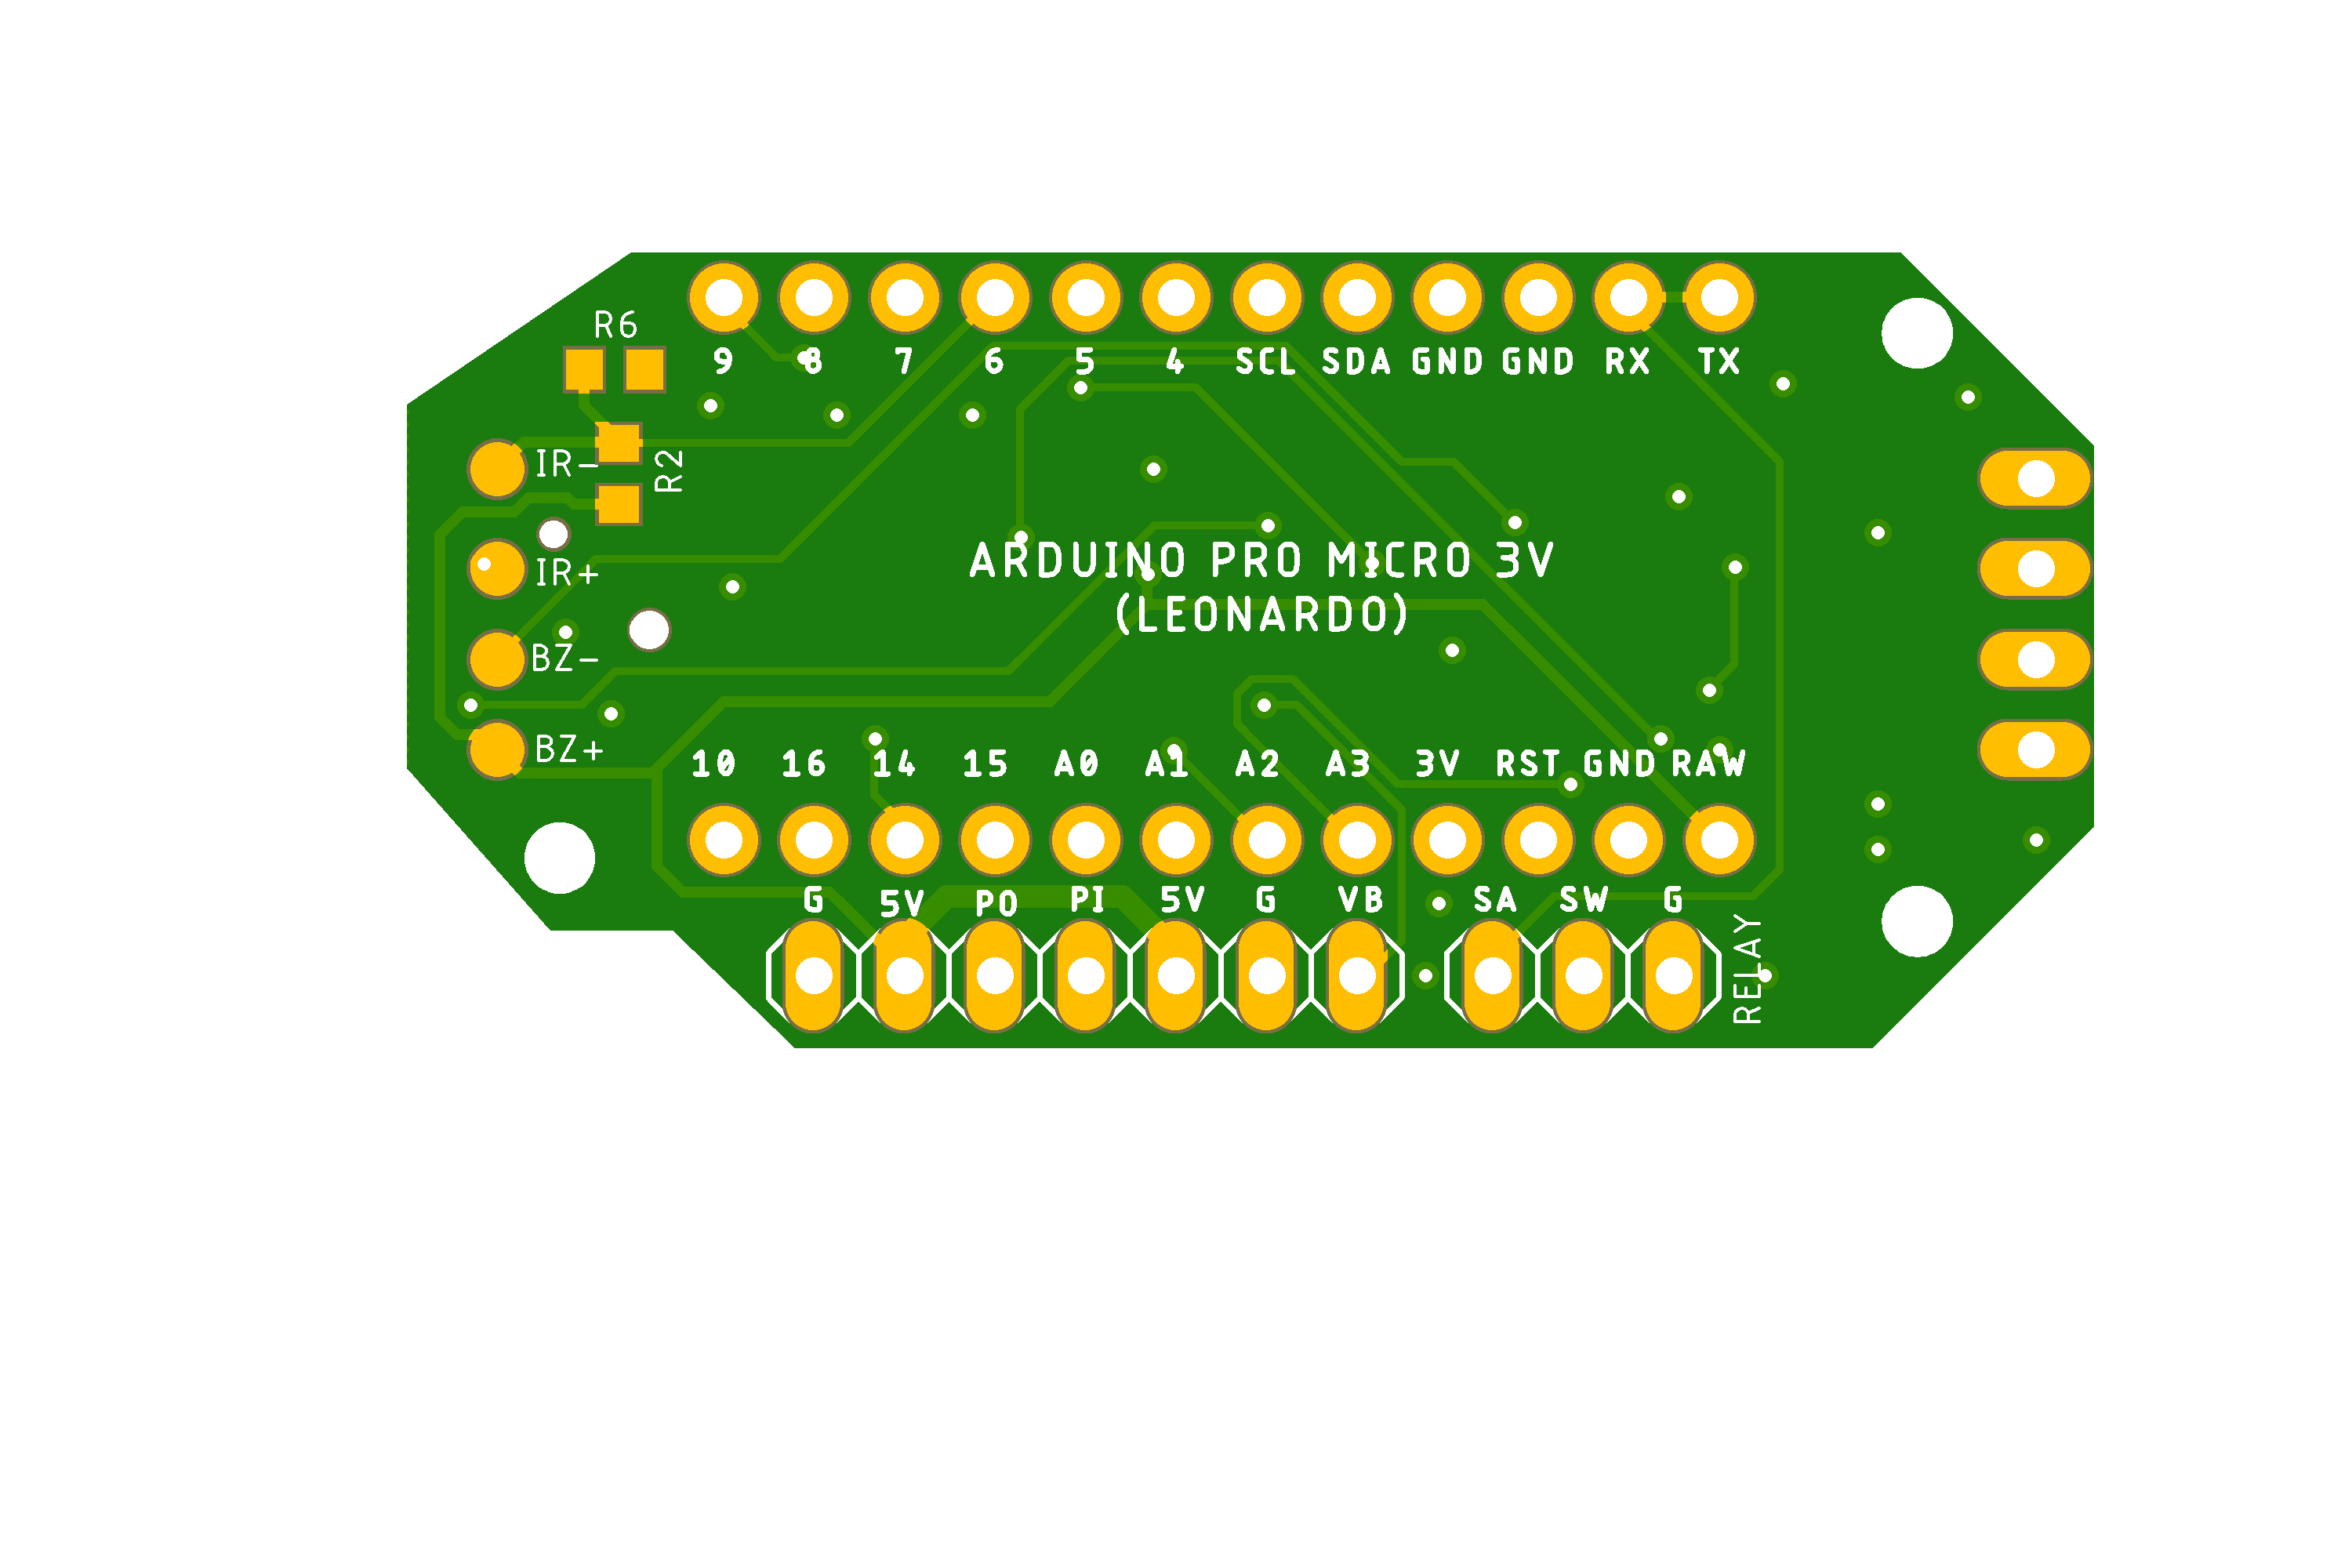 R6
9 8 7 6 5 4 SCL SDA GND GND RX TX
IR-
R2
IR+
ARDUINO PRO MICRO 3V
(LEONARDO)
BZ-
BZ+
10 16 14 15 A0 A1 A2 A3 3V RST GND RAW
G 5V PO PI 5V G VB SA SW G
RELAY